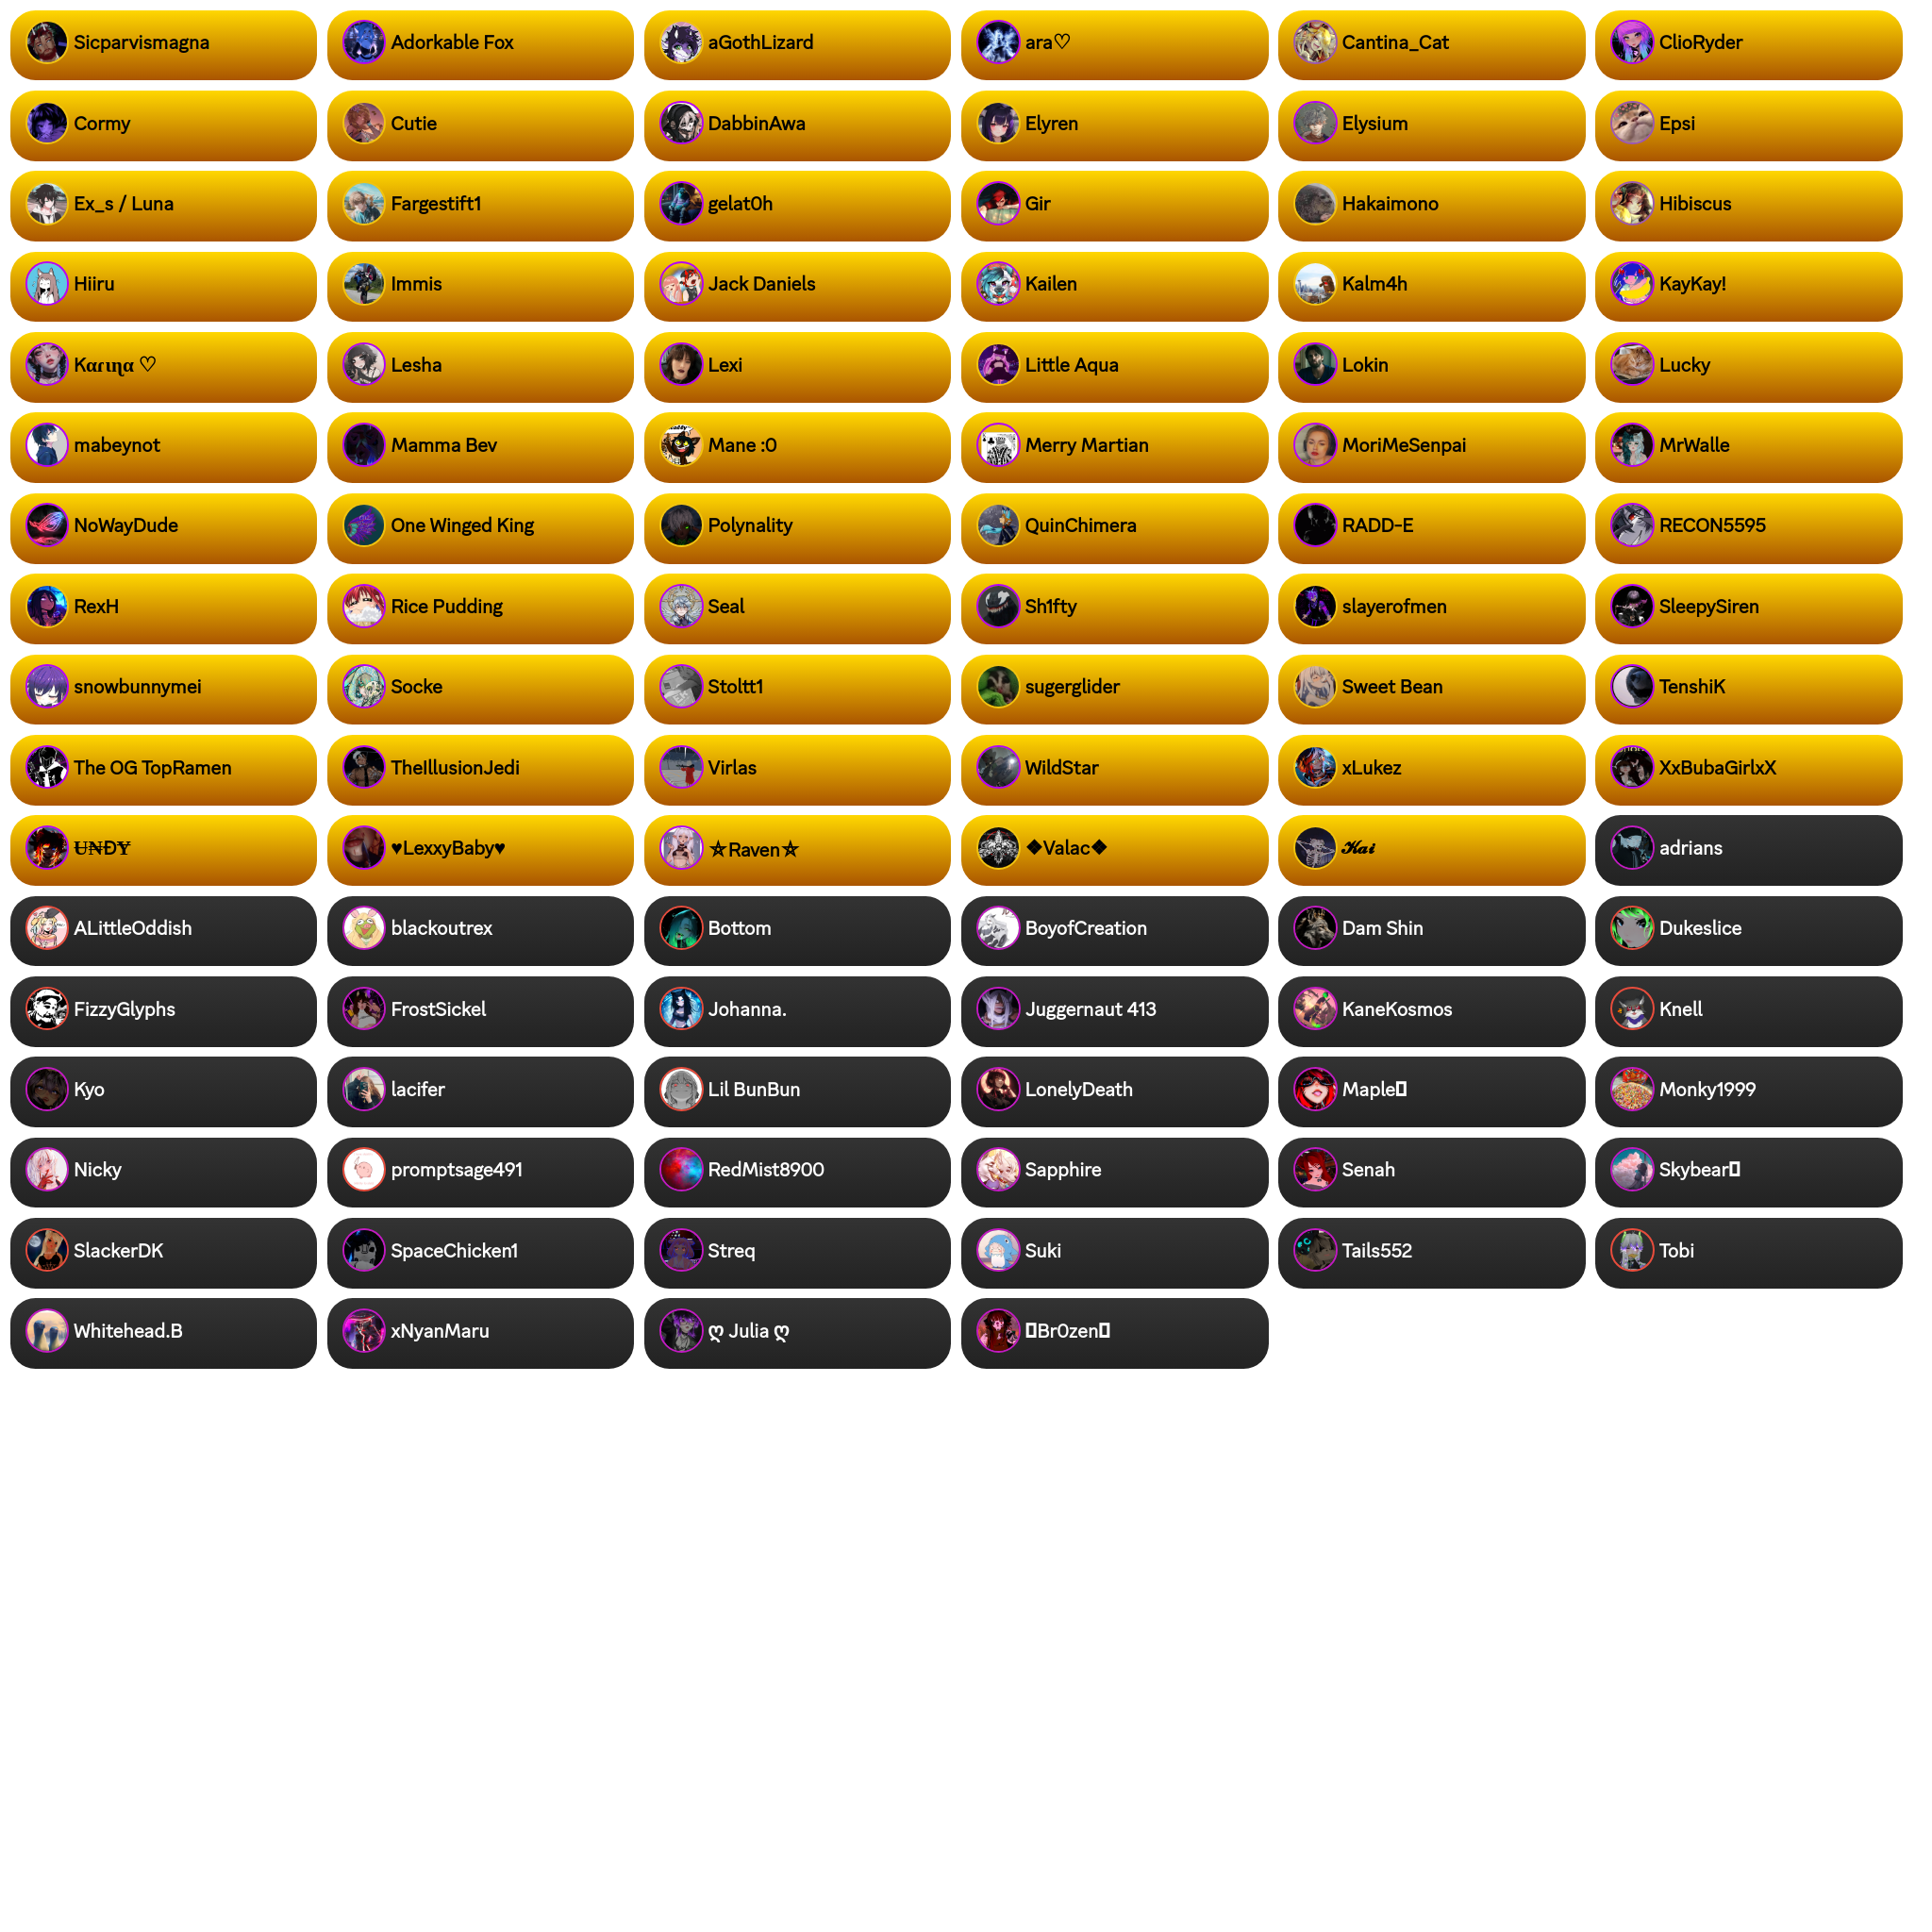 Sicparvismagna
Adorkable Fox
aGothLizard
ara♡
Cantina_Cat
ClioRyder
Cormy
Cutie
DabbinAwa
Elyren
Elysium
Epsi
Ex_s / Luna
Fargestift1
gelat0h
Gir
Hakaimono
Hibiscus
Hiiru
Immis
Jack Daniels
Kailen
Kalm4h
KayKay!
Kαɾιɳα ♡
Lesha
Lexi
Little Aqua
Lokin
Lucky
mabeynot
Mamma Bev
Mane :0
Merry Martian
MoriMeSenpai
MrWalle
NoWayDude
One Winged King
Polynality
QuinChimera
RADD-E
RECON5595
RexH
Rice Pudding
Seal
Sh1fty
slayerofmen
SleepySiren
snowbunnymei
Socke
Stoltt1
sugerglider
Sweet Bean
TenshiK
The OG TopRamen
TheIllusionJedi
Virlas
WildStar
xLukez
XxBubaGirlxX
ɄN̶ĐɎ
♥LexxyBaby♥
⛤Raven⛤
◆Valac◆
𝓚𝓪𝓲
adrians
ALittleOddish
blackoutrex
Bottom
BoyofCreation
Dam Shin
Dukeslice
FizzyGlyphs
FrostSickel
Johanna.
Juggernaut 413
KaneKosmos
Knell
Kyo
lacifer
Lil BunBun
LonelyDeath
Maple
Monky1999
Nicky
promptsage491
RedMist8900
Sapphire
Senah
Skybear
SlackerDK
SpaceChicken1
Streq
Suki
Tails552
Tobi
Whitehead.B
xNyanMaru
ღ Julia ღ
Br0zen